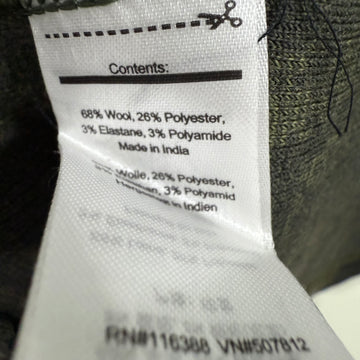 Contents:
68% Wool, 26% Polyester,
3% Elastane, 3% Polyamide
Made in India
Wolle, 26% Polyester,
3% Polyamid
in Indien
RN#116388 VN#507812